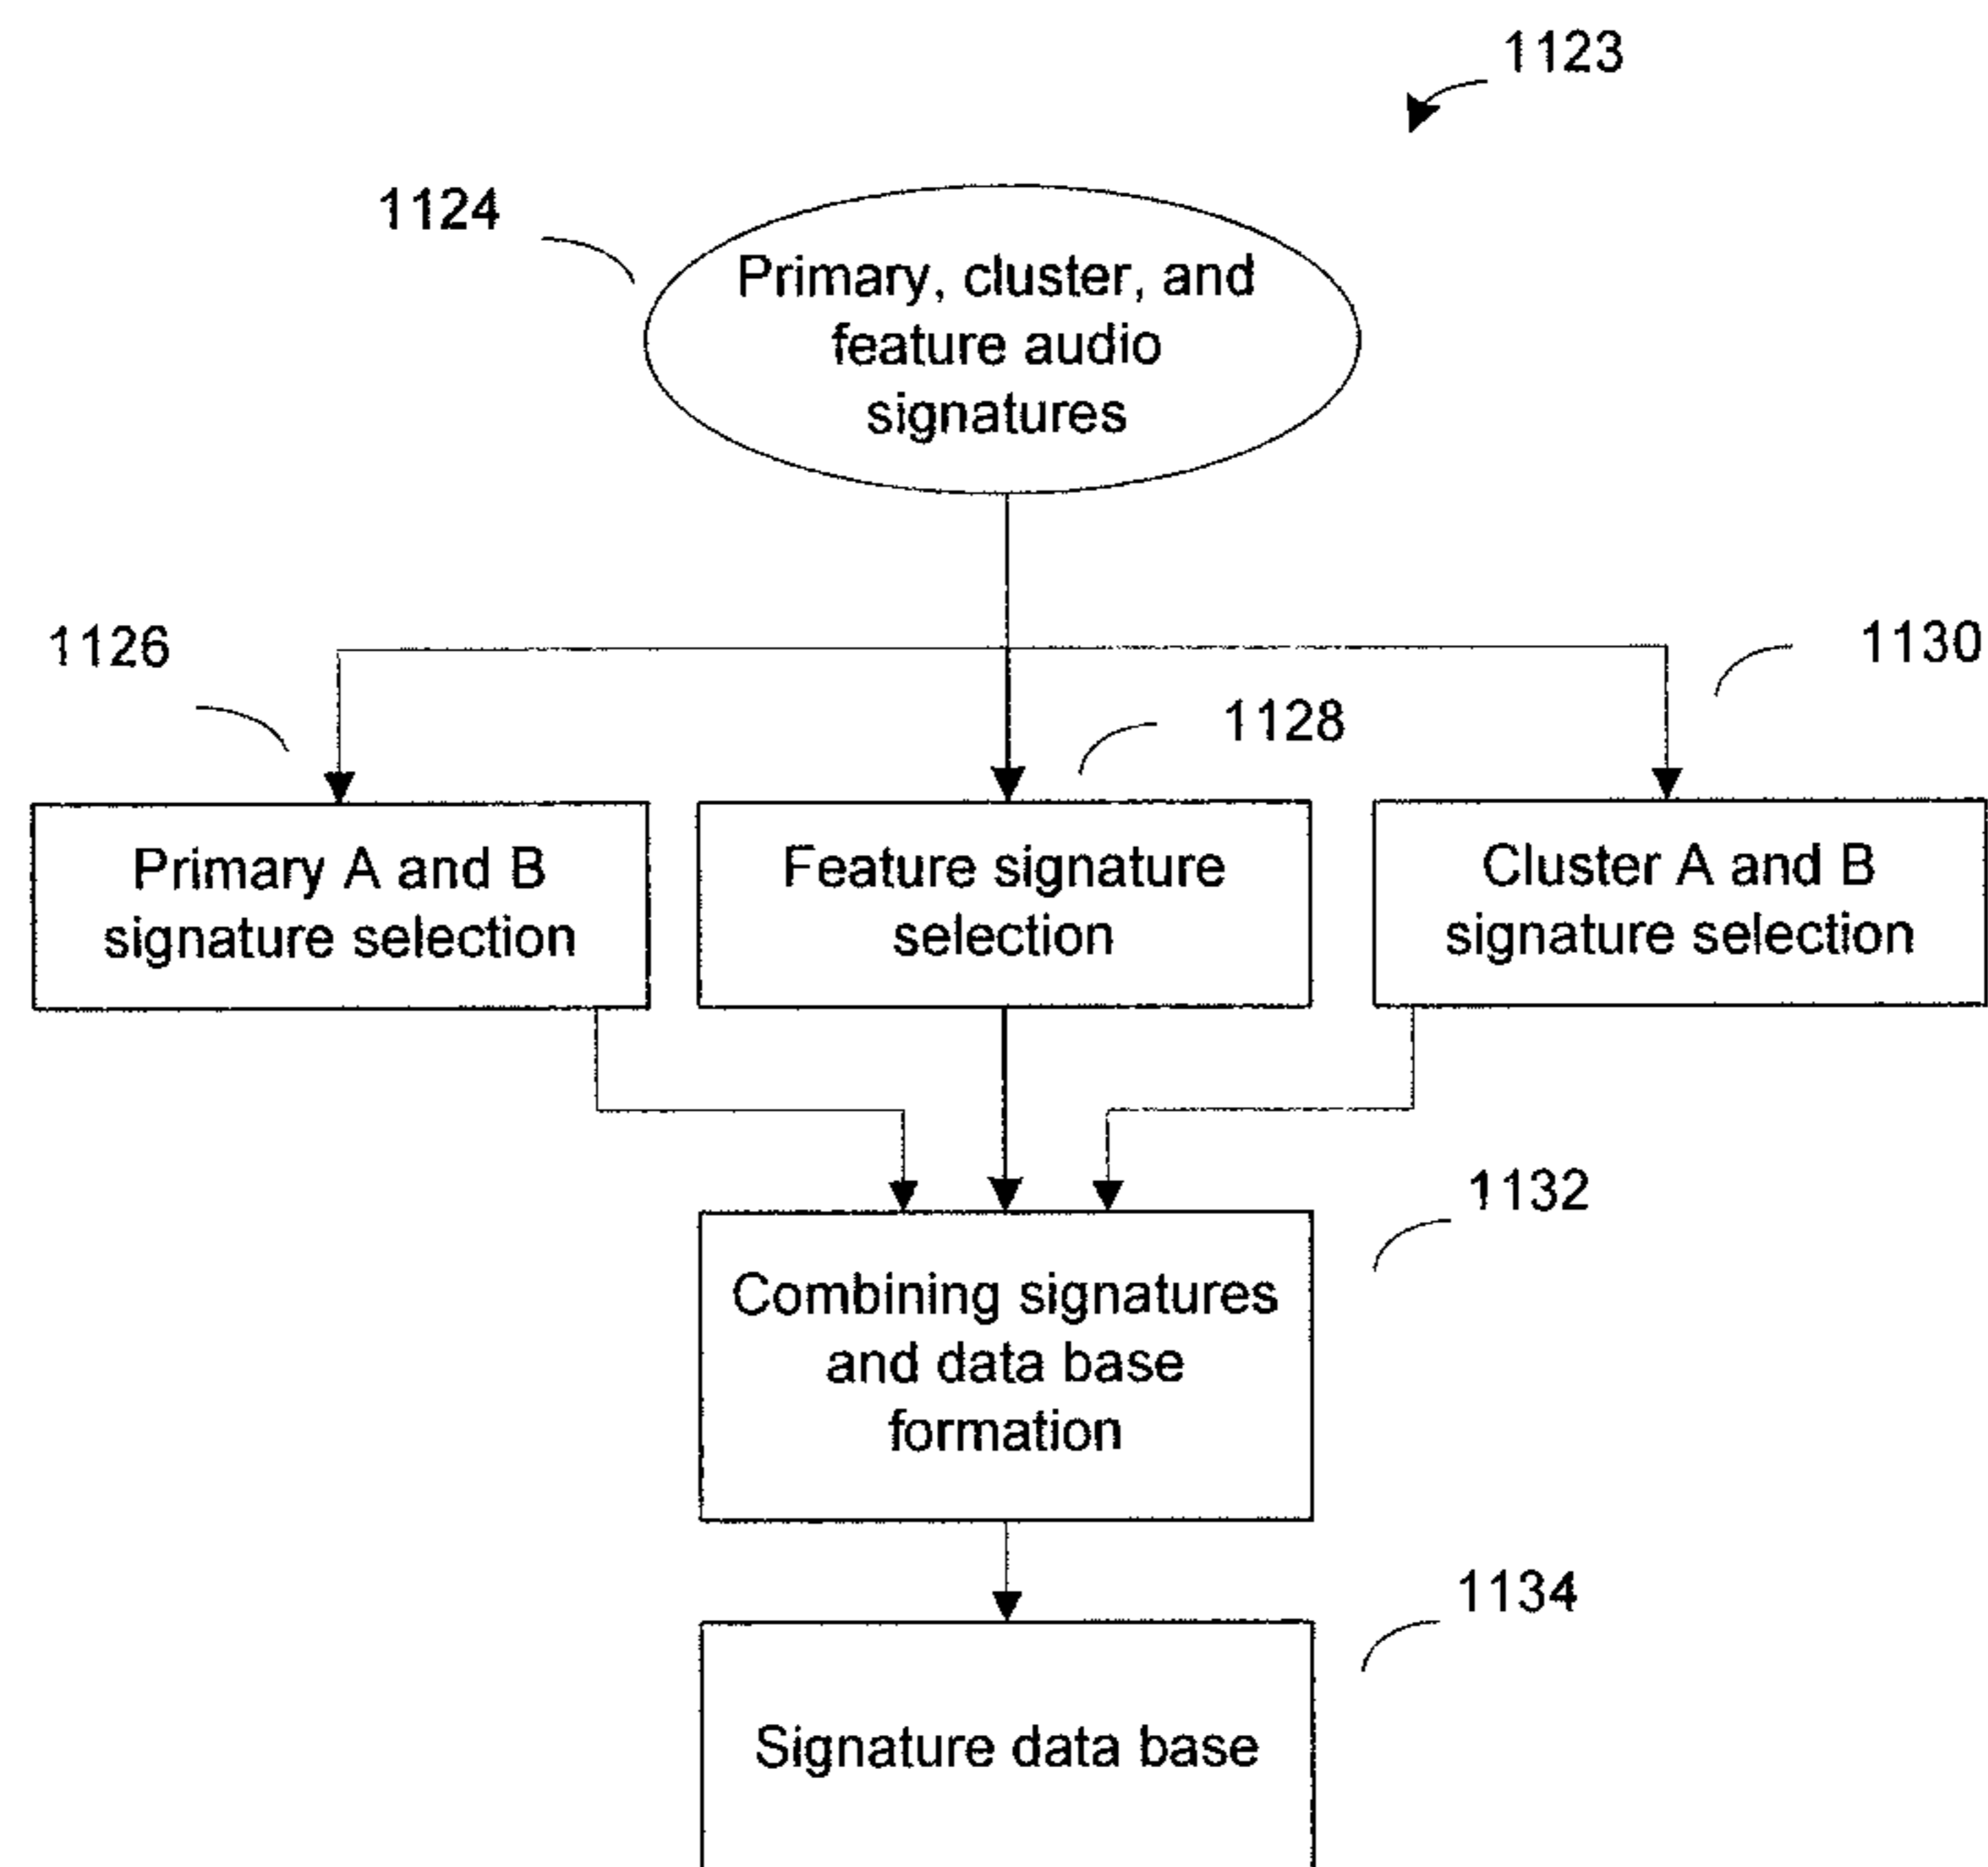 1123
1124
Primary, cluster, and
feature audio
signatures
1126
1130
1128
Primary A and B
signature selection
Feature signature
selection
Cluster A and B
signature selection
1132
Combining signatures
and data base
formation
1134
Signature data base